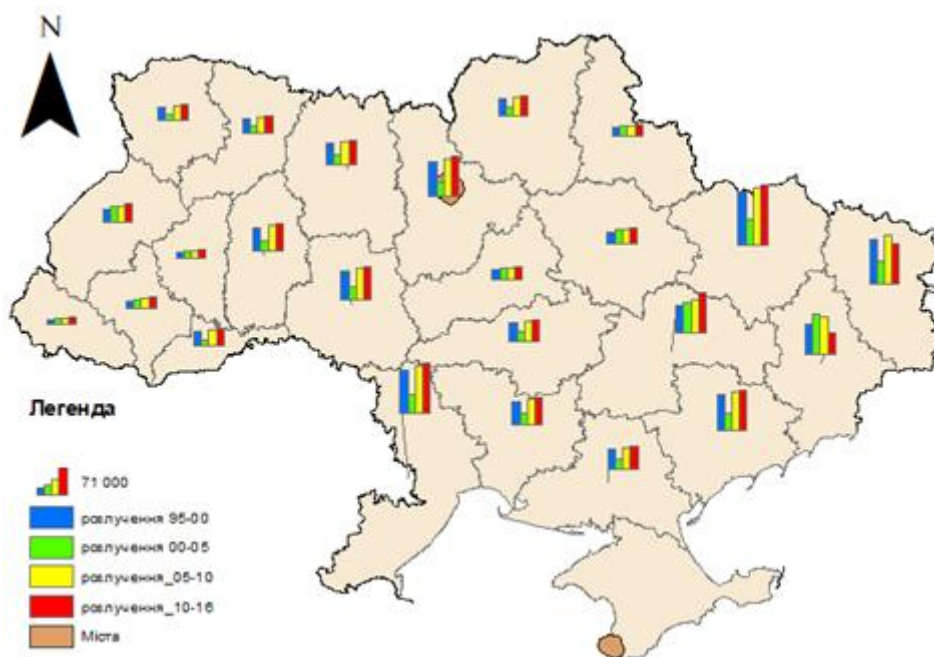 N
Легенда
71 000
розлучення 95-00
розлучення 00-05
розлучення_05-10
розлучення_10-16
Міста